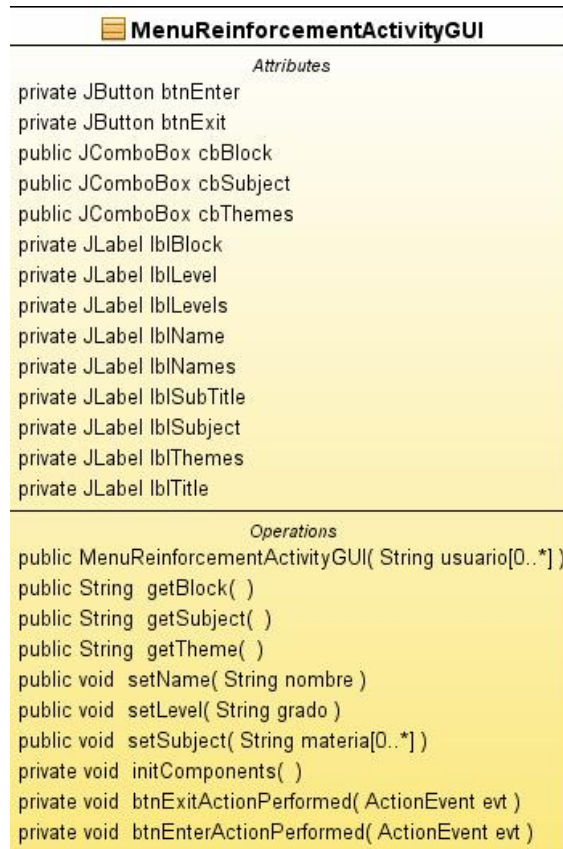 MenuReinforcementActivityGUI
Attributes
private JButton btnEnter
private JButton btnExit
public JComboBox cbBlock
public JComboBox cbSubject
public JComboBox cbThemes
private JLabel lblBlock
private JLabel lblLevel
private JLabel lblLevels
private JLabel lblName
private JLabel lblNames
private JLabel lblSubTitle
private JLabel lblSubject
private JLabel lblThemes
private JLabel lblTitle
Operations
public MenuReinforcementActivityGUI( String usuario[0..*] )
public String getBlock( )
public String getSubject( )
public String getTheme( )
public void setName( String nombre )
public void setLevel( String grado )
public void setSubject( String materia[0..*] )
private void initComponents( )
private void btnExitActionPerformed( ActionEvent evt )
private void btnEnterActionPerformed( ActionEvent evt )